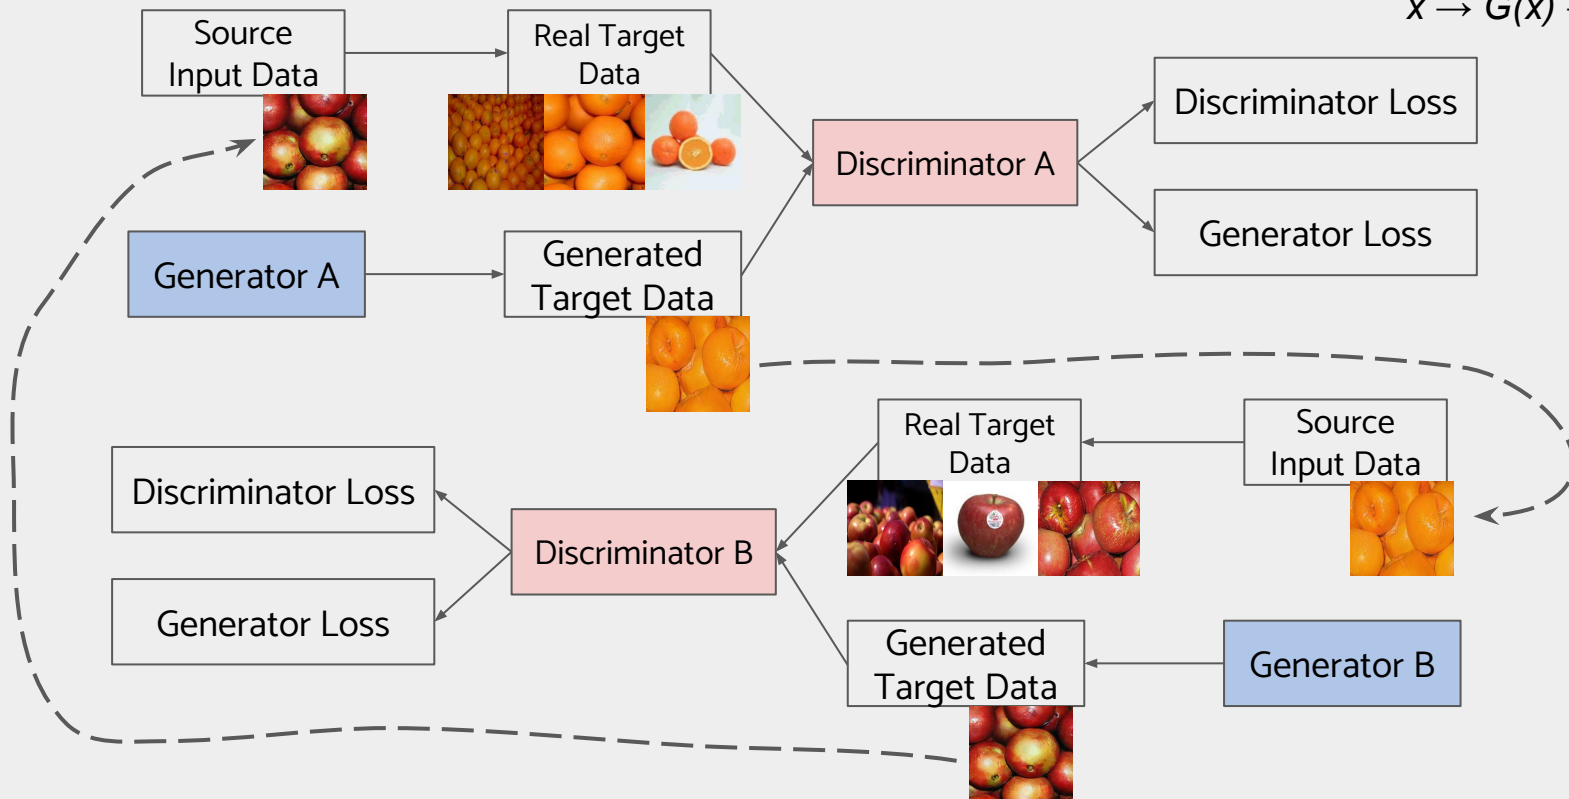 x → G(x)
Source
Input Data
Real Target
Data
Discriminator A
Discriminator Loss
Generator Loss
Generator A
Generated
Target Data
Real Target
Data
Source
Input Data
Discriminator Loss
Generator Loss
Discriminator B
Generated
Target Data
Generator B